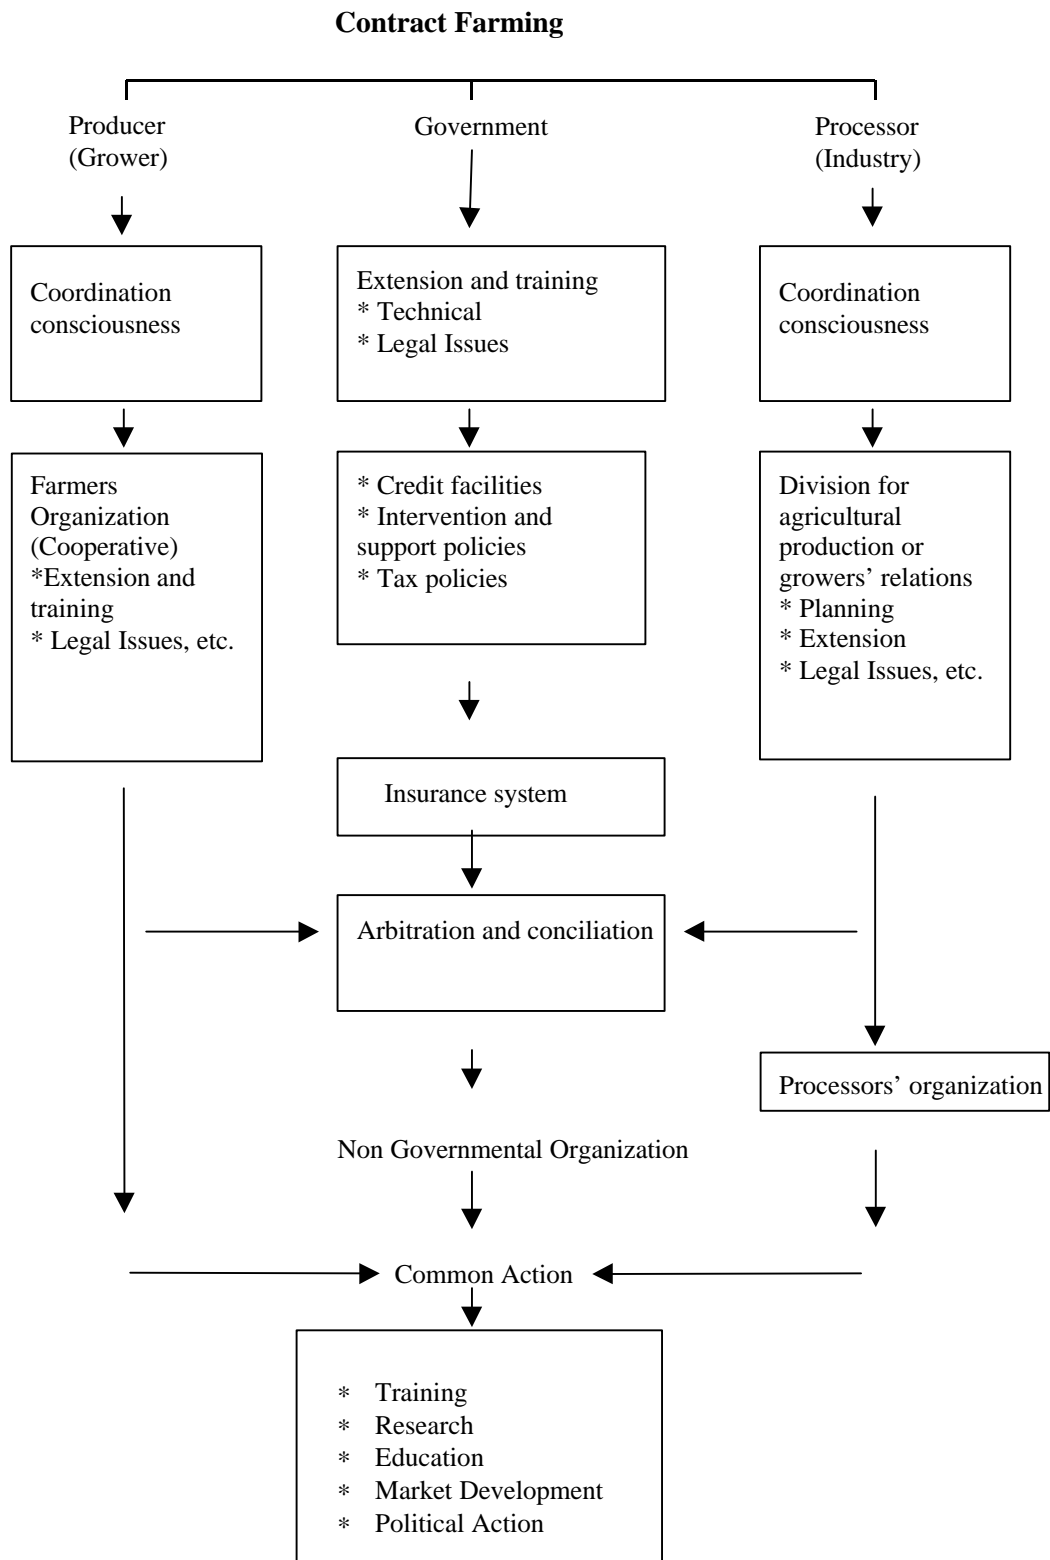 Contract Farming
Producer
(Grower)
Government
Processor
(Industry)
Coordination
consciousness
Extension and training
* Technical
* Legal Issues
Coordination
consciousness
Farmers
Organization
(Cooperative)
*Extension and
training
* Legal Issues, etc.
* Credit facilities
* Intervention and
support policies
* Tax policies
Division for
agricultural
production or
growers’ relations
* Planning
* Extension
* Legal Issues, etc.
Insurance system
Arbitration and conciliation
Processors’ organization
Non Governmental Organization
Common Action
* Training
* Research
* Education
* Market Development
* Political Action